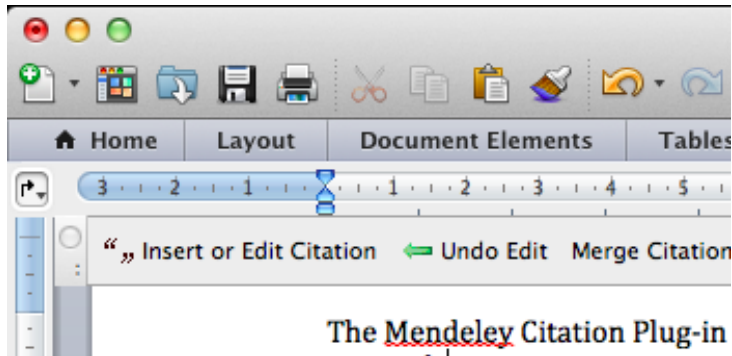 Home Layout Document Elements Tables
3 2 1 1 2 3 4 5
“ „ Insert or Edit Citation Undo Edit Merge Citation
The Mendeley Citation Plug-in